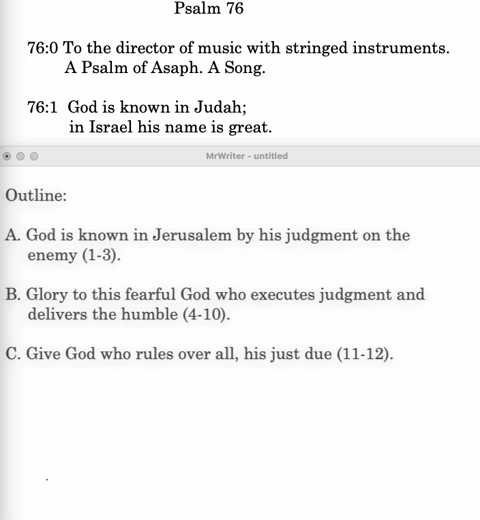 Psalm 76
76:0 To the director of music with stringed instruments.
A Psalm of Asaph. A Song.
76:1 God is known in Judah;
in Israel his name is great.
MrWriter - untitled
Outline:
A. God is known in Jerusalem by his judgment on the
enemy (1-3).
B. Glory to this fearful God who executes judgment and
delivers the humble (4-10).
C. Give God who rules over all, his just due (11-12).